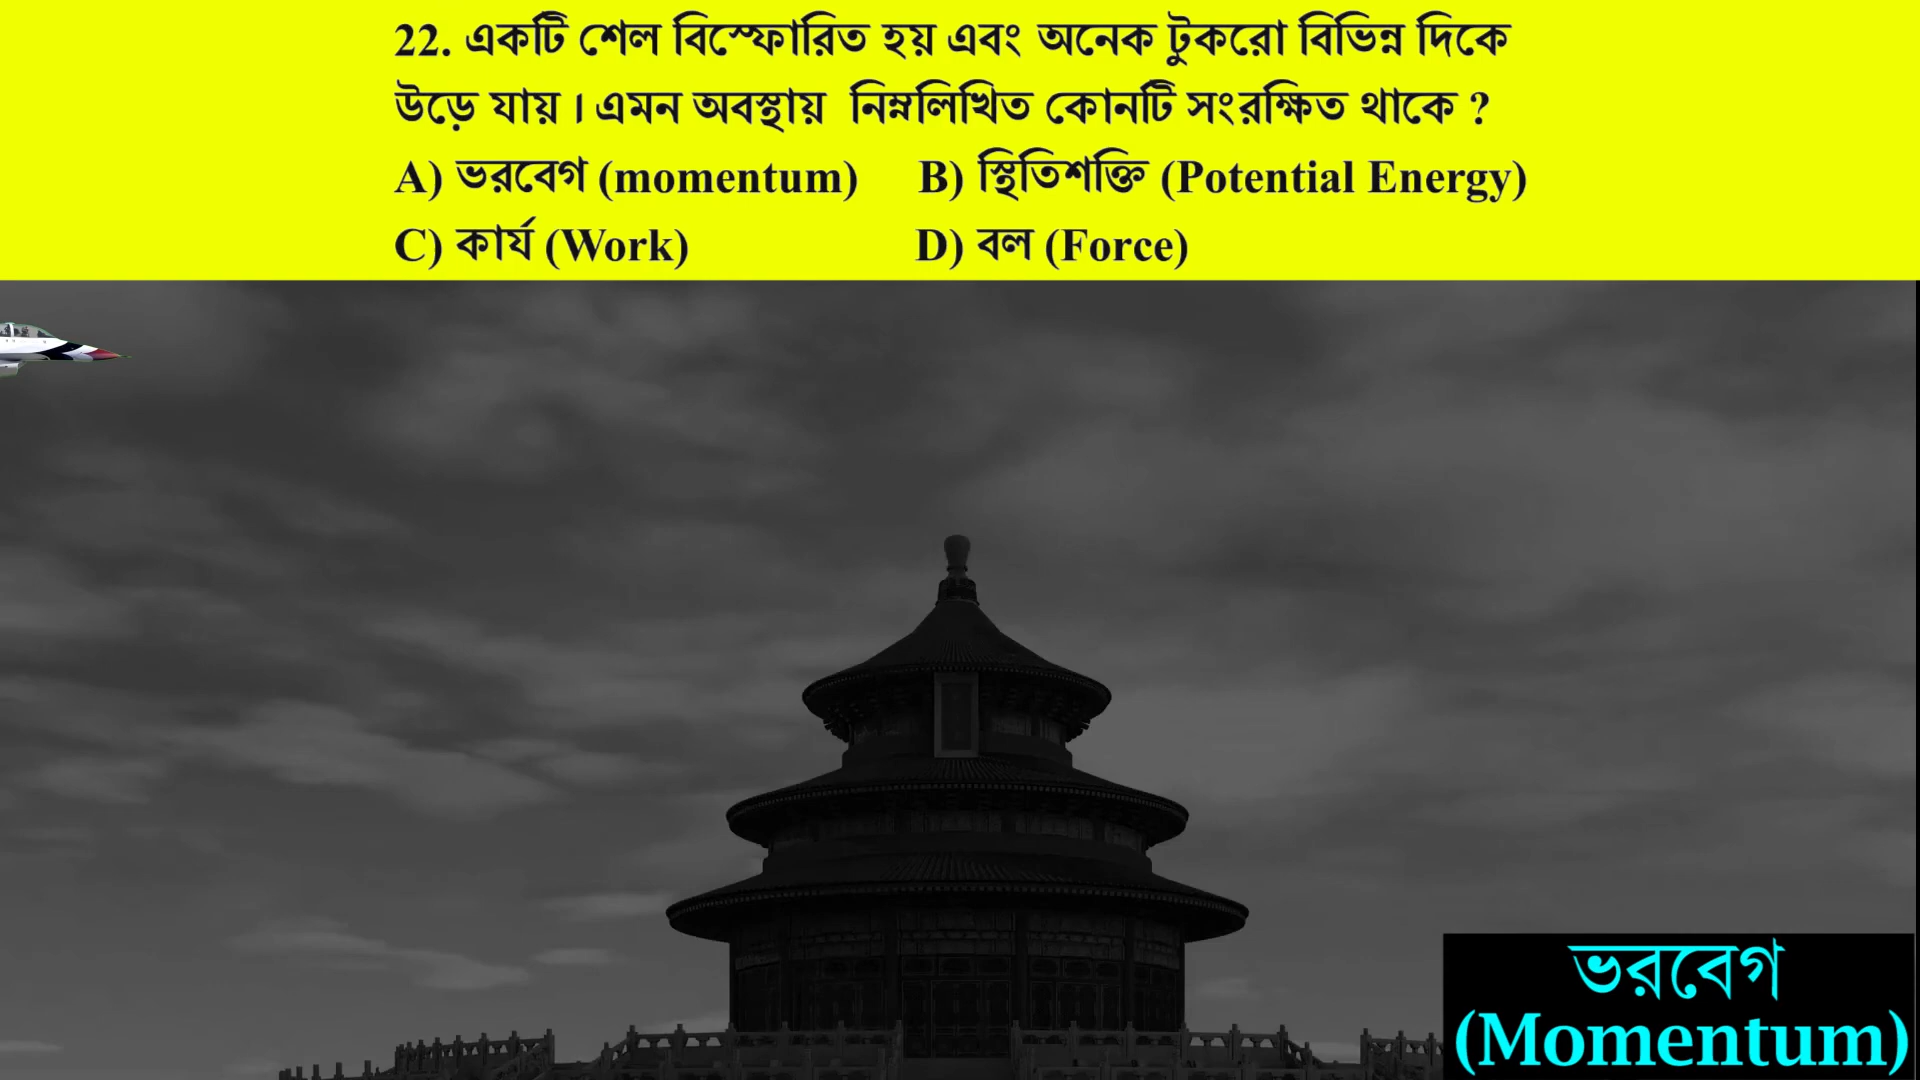 22. একটি শেল বিস্ফোরিত হয় এবং অনেক টুকরো বিভিন্ন দিকে
উড়ে যায়। এমন অবস্থায় নিম্নলিখিত কোনটি সংরক্ষিত থাকে ?
A) ভরবেগ (momentum) B) স্থিতিশক্তি (Potential Energy)
C) কার্য (Work) D) বল (Force)
ভরবেগ
(Momentum)